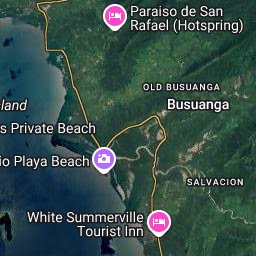 Paraiso de San
Rafael (Hotspring)
OLD BUSUANGA
Busuanga
land
s Private Beach
io Playa Beach
SALVACION
White Summerville
Tourist Inn